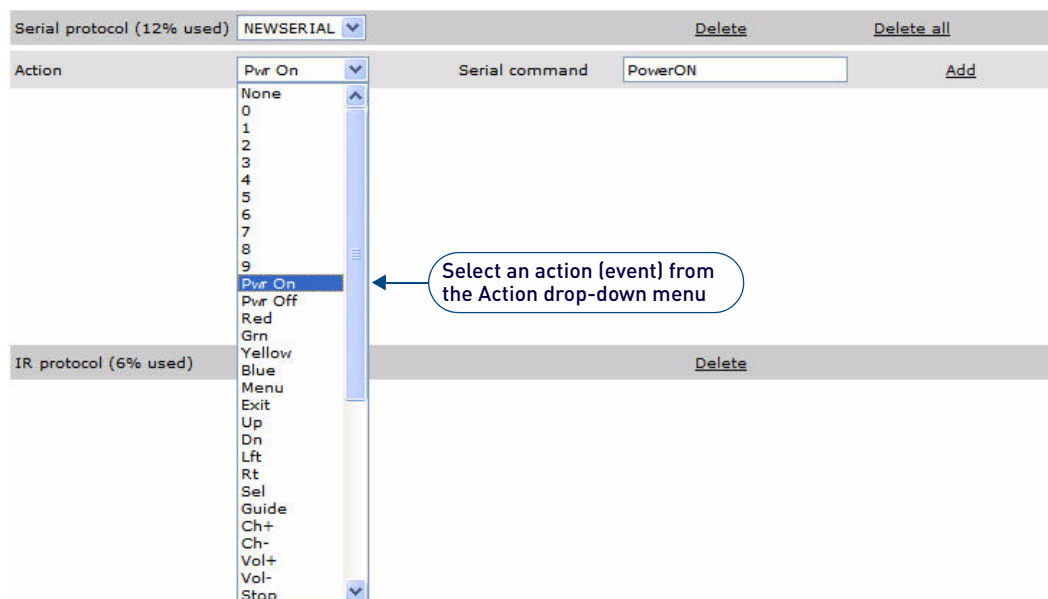 Serial protocol (12% used) NEWSERIAL Delete Delete all
Action Pwr On Serial command PowerON Add
None
0
1
2
3
4
5
6
7
8
9
Pwr On
Pwr Off
Red
Grn
Yellow
Blue
Menu
Exit
Up
Dn
Lft
Rt
Sel
Guide
Ch+
Ch-
Vol+
Vol-
Stop
Select an action (event) from
the Action drop-down menu
IR protocol (6% used) Delete